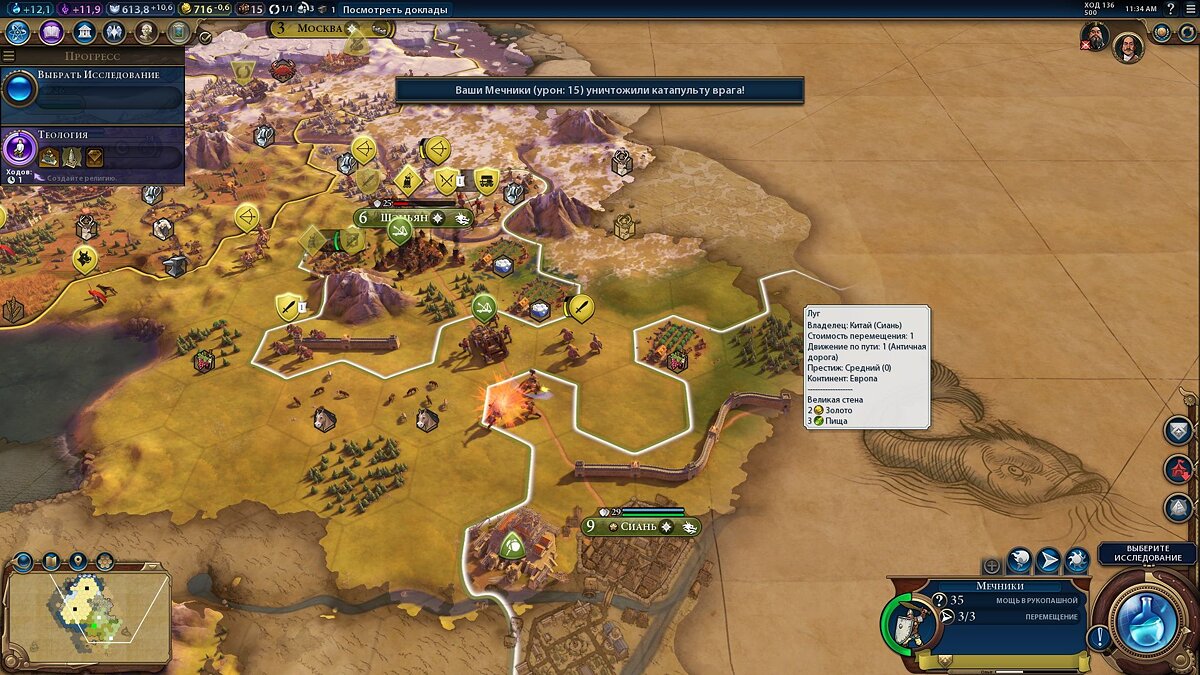 +12,1 +11,9 613,8 +10,6 716 -0,6 15 1/1 3 1 Посмотреть доклады
ХОД 136
500
11:34 AM ?
Прогресс
Выбрать Исследование
Теология
Ходов:
1
Создайте религию.
3 Москва
Ваши Мечники (урон: 15) уничтожили катапульту врага!
25
6 Шаньян
Луг
Владелец: Китай (Сиань)
Стоимость перемещения: 1
Движение по пути: 1 (Античная
дорога)
Престиж: Средний (0)
Континент: Европа
-----------------
Великая стена
2 Золото
3 Пища
29
9 Сиань
ВЫБЕРИТЕ
ИССЛЕДОВАНИЕ
Мечники
35 МОЩЬ В РУКОПАШНОЙ
3/3 ПЕРЕМЕЩЕНИЕ